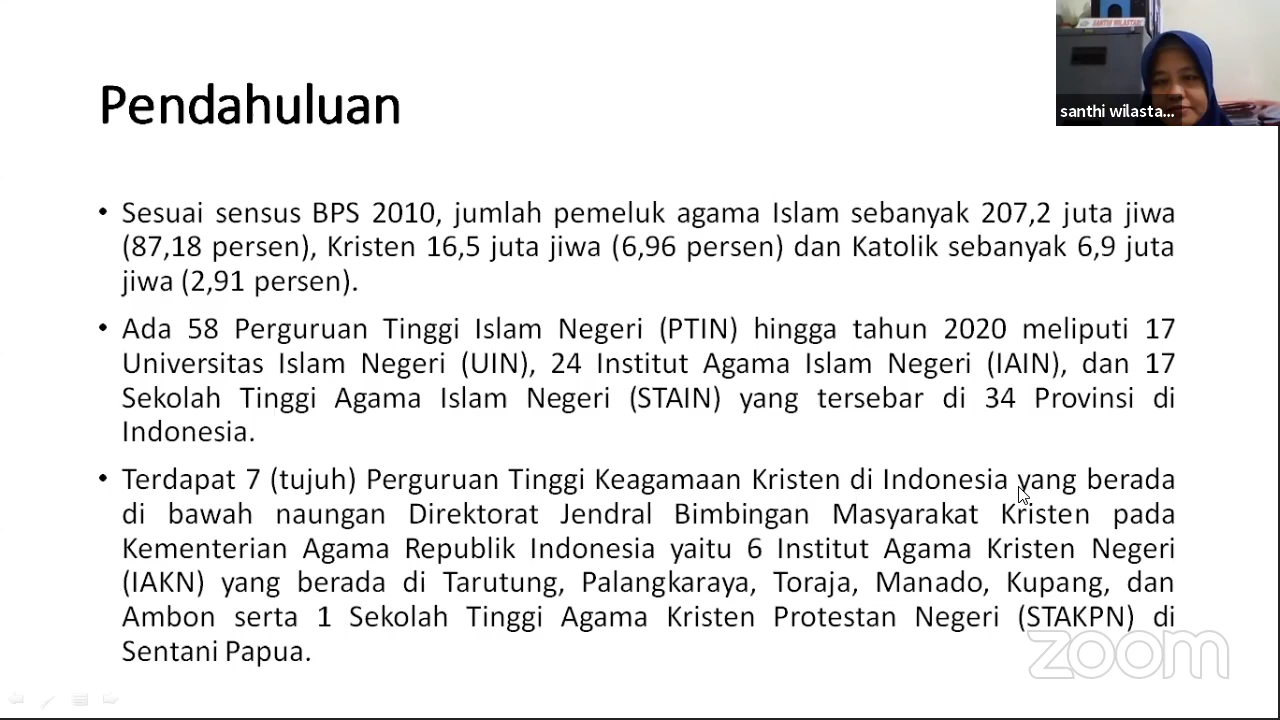 SANTHI WILASTARI
santhi wilasta...
Pendahuluan
• Sesuai sensus BPS 2010, jumlah pemeluk agama Islam sebanyak 207,2 juta jiwa
(87,18 persen), Kristen 16,5 juta jiwa (6,96 persen) dan Katolik sebanyak 6,9 juta
jiwa (2,91 persen).
• Ada 58 Perguruan Tinggi Islam Negeri (PTIN) hingga tahun 2020 meliputi 17
Universitas Islam Negeri (UIN), 24 Institut Agama Islam Negeri (IAIN), dan 17
Sekolah Tinggi Agama Islam Negeri (STAIN) yang tersebar di 34 Provinsi di
Indonesia.
• Terdapat 7 (tujuh) Perguruan Tinggi Keagamaan Kristen di Indonesia yang berada
di bawah naungan Direktorat Jendral Bimbingan Masyarakat Kristen pada
Kementerian Agama Republik Indonesia yaitu 6 Institut Agama Kristen Negeri
(IAKN) yang berada di Tarutung, Palangkaraya, Toraja, Manado, Kupang, dan
Ambon serta 1 Sekolah Tinggi Agama Kristen Protestan Negeri (STAKPN) di
Sentani Papua.
zoom